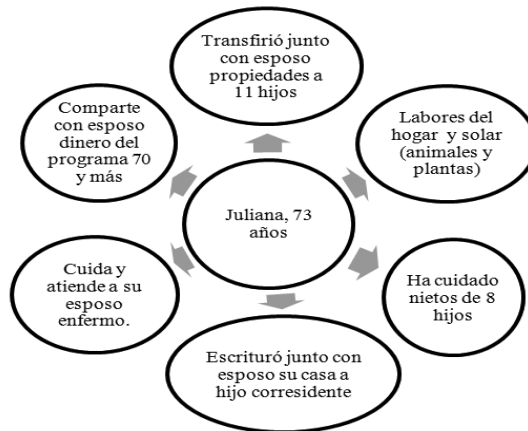 Transfirió junto
con esposo
propiedades a
11 hijos
Comparte
con esposo
dinero del
programa 70
y más
Labores del
hogar y solar
(animales y
plantas)
Juliana, 73
años
Cuida y
atiende a su
esposo
enfermo.
Ha cuidado
nietos de 8
hijos
Escrituró junto con
esposo su casa a
hijo corresidente